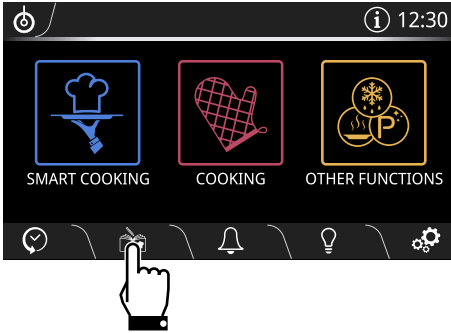 12:30
SMART COOKING
COOKING
OTHER FUNCTIONS
P